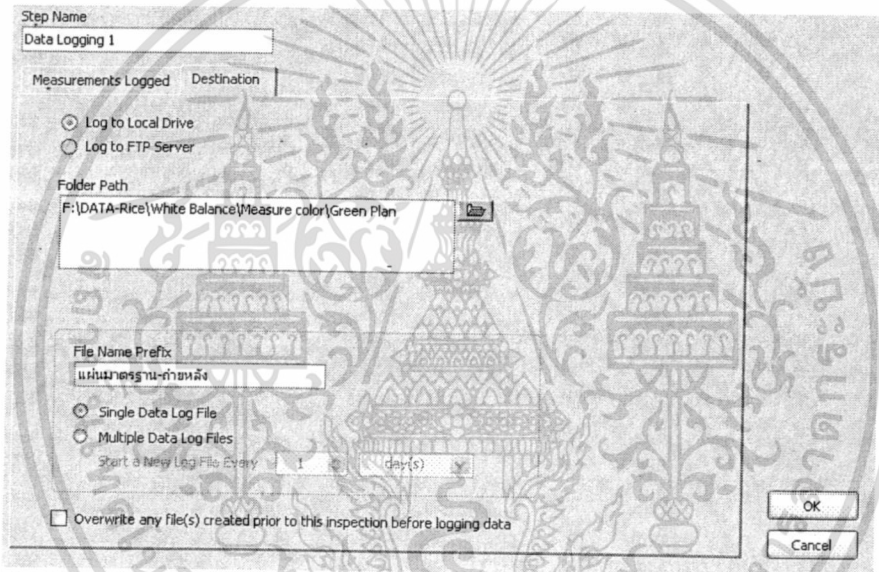 Step Name
Data Logging 1
Measurements Logged Destination
Log to Local Drive
Log to FTP Server
Folder Path
F:\DATA-Rice\White Balance\Measure color\Green Plan
File Name Prefix
แผ่นมาตรฐาน-ถ่ายหลัง
Single Data Log File
Multiple Data Log Files
Start a New Log File Every 1 day(s)
Overwrite any file(s) created prior to this inspection before logging data
OK
Cancel